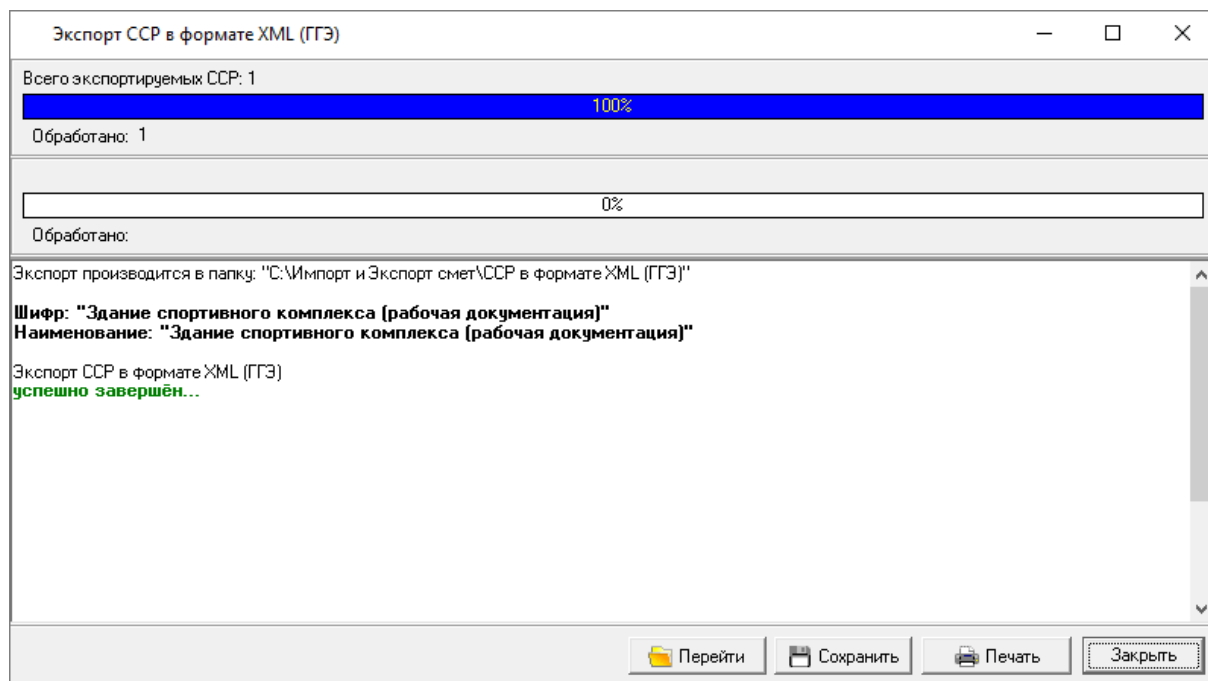 Экспорт ССР в формате XML (ГГЭ)
Всего экспортируемых ССР: 1
100%
Обработано: 1
0%
Обработано:
Экспорт производится в папку: "C:\Импорт и Экспорт смет\ССР в формате XML (ГГЭ)"
Шифр: "Здание спортивного комплекса (рабочая документация)"
Наименование: "Здание спортивного комплекса (рабочая документация)"
Экспорт ССР в формате XML (ГГЭ)
успешно завершён...
Перейти Сохранить Печать Закрыть